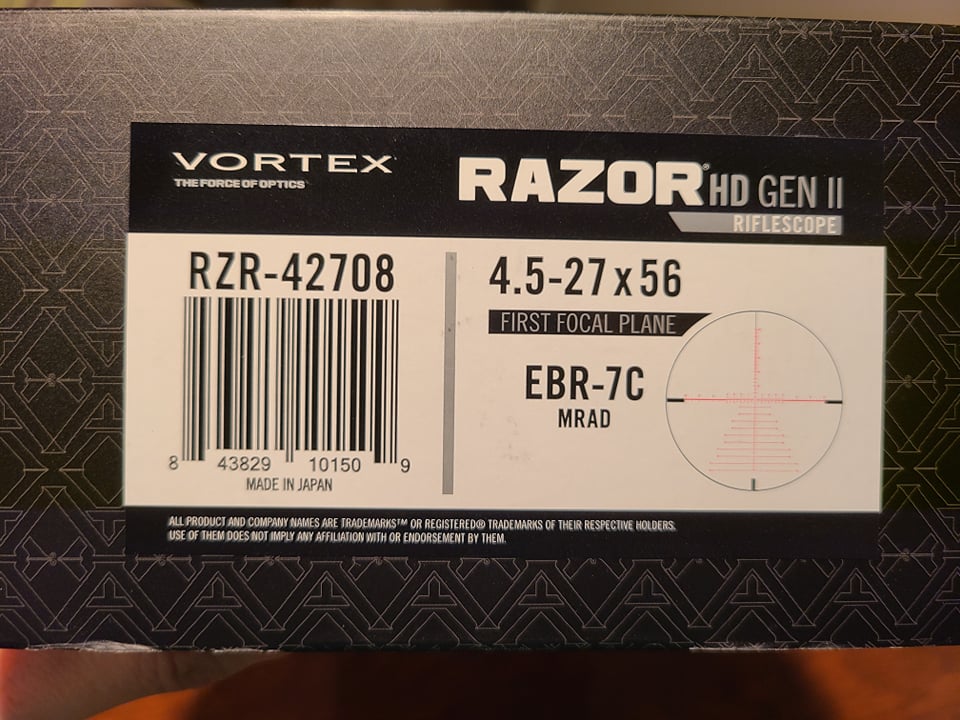 VORTEX
THE FORCE OF OPTICS
RAZOR® HD GEN II
RIFLESCOPE
RZR-42708
8 43829 10150 9
MADE IN JAPAN
4.5-27x56
FIRST FOCAL PLANE
EBR-7C
MRAD
ALL PRODUCT AND COMPANY NAMES ARE TRADEMARKS™ OR REGISTERED® TRADEMARKS OF THEIR RESPECTIVE HOLDERS.
USE OF THEM DOES NOT IMPLY ANY AFFILIATION WITH OR ENDORSEMENT BY THEM.